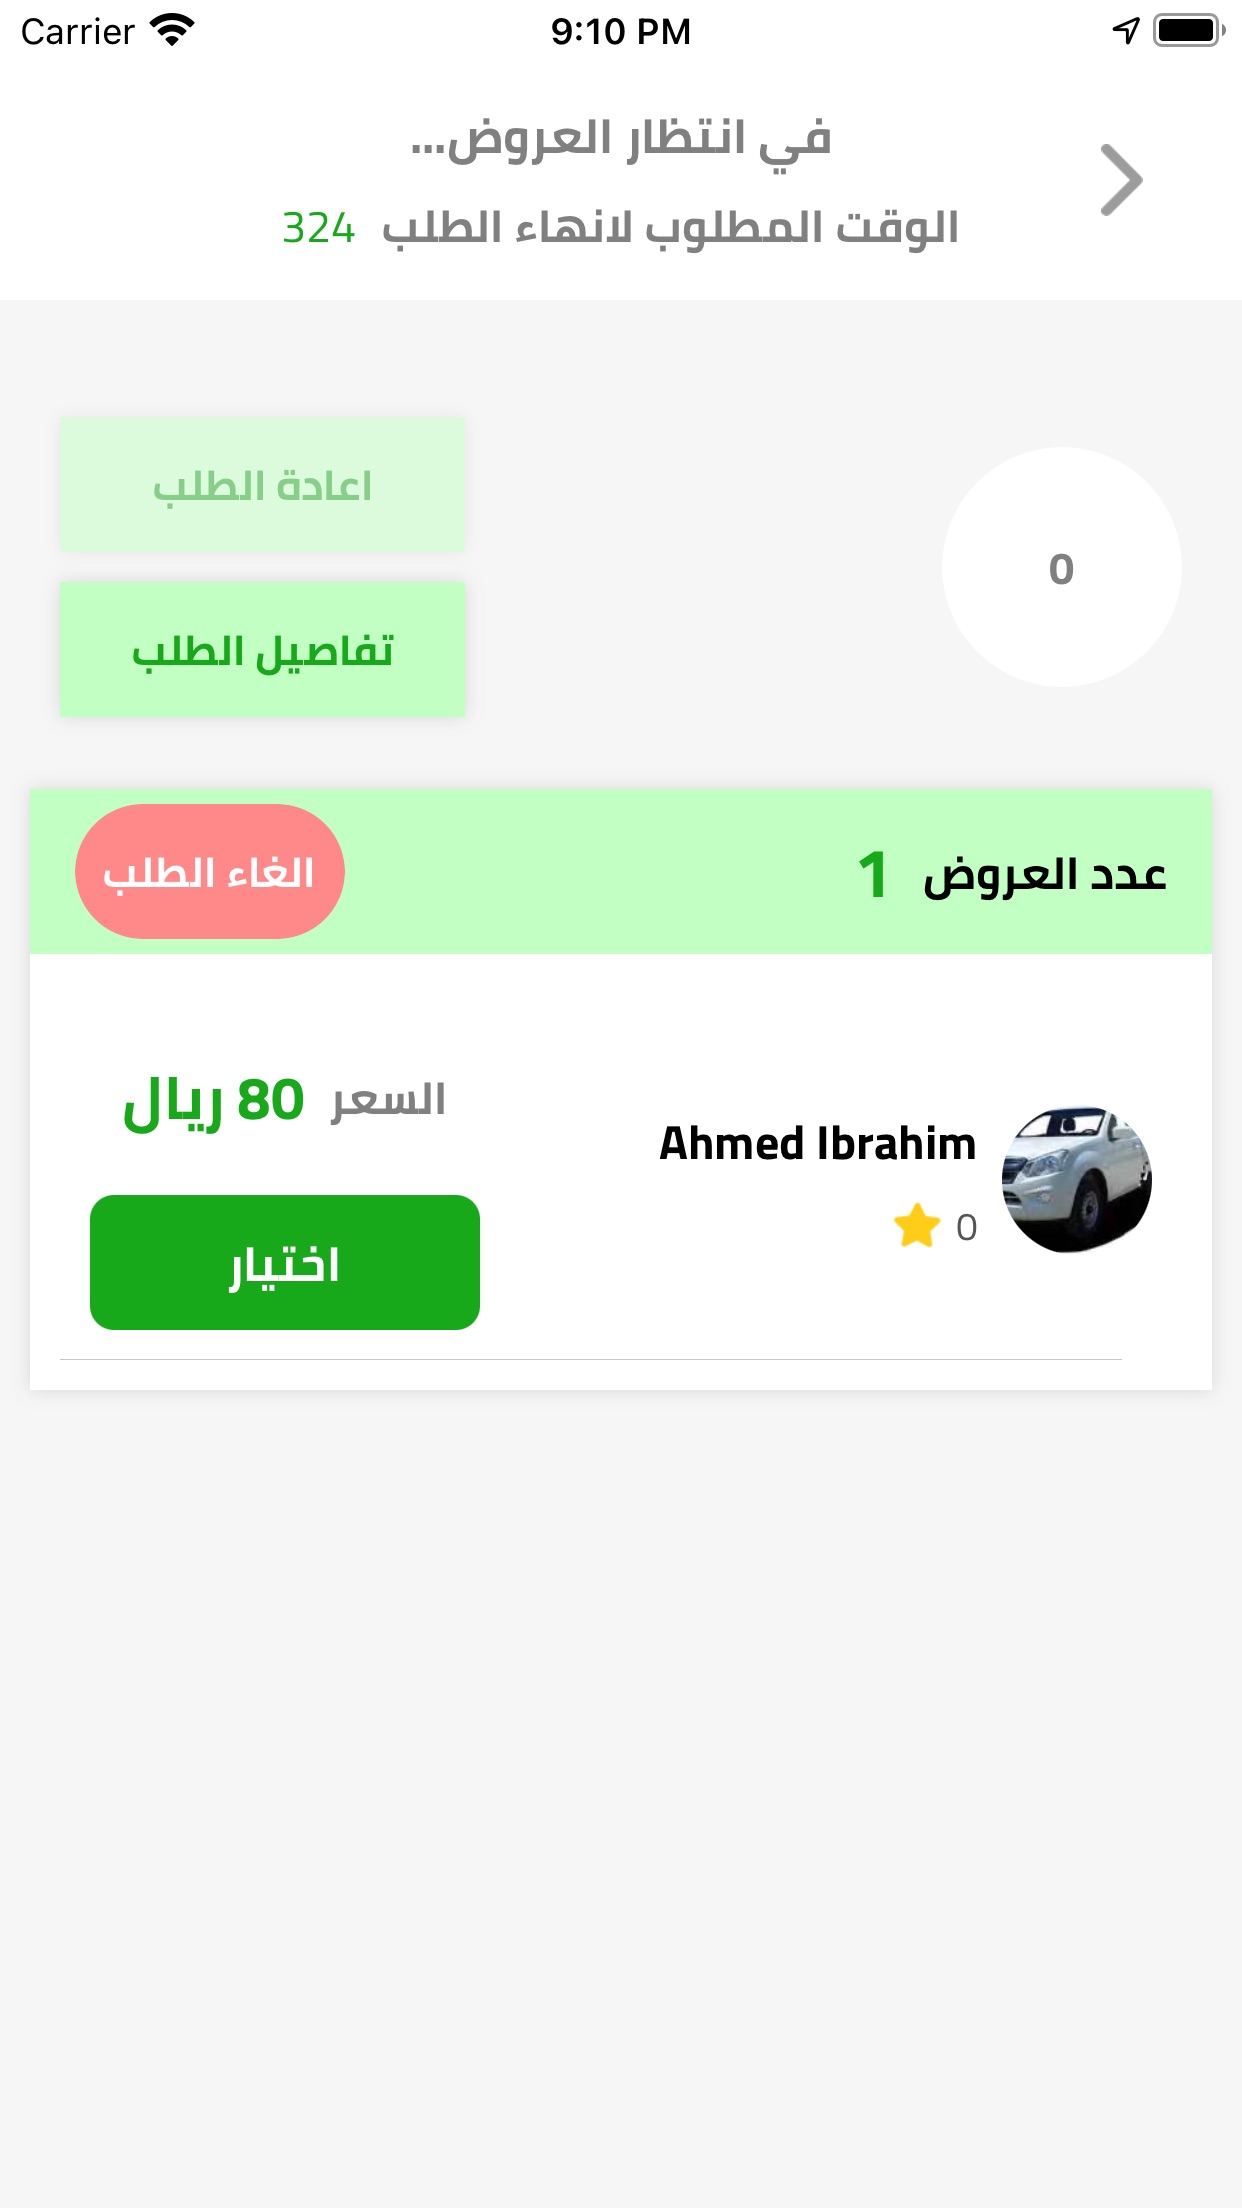 Carrier 9:10 PM
في انتظار العروض...
الوقت المطلوب لانهاء الطلب 324
اعادة الطلب
0
تفاصيل الطلب
عدد العروض 1
الغاء الطلب
Ahmed Ibrahim
0
السعر 80 ريال
اختيار